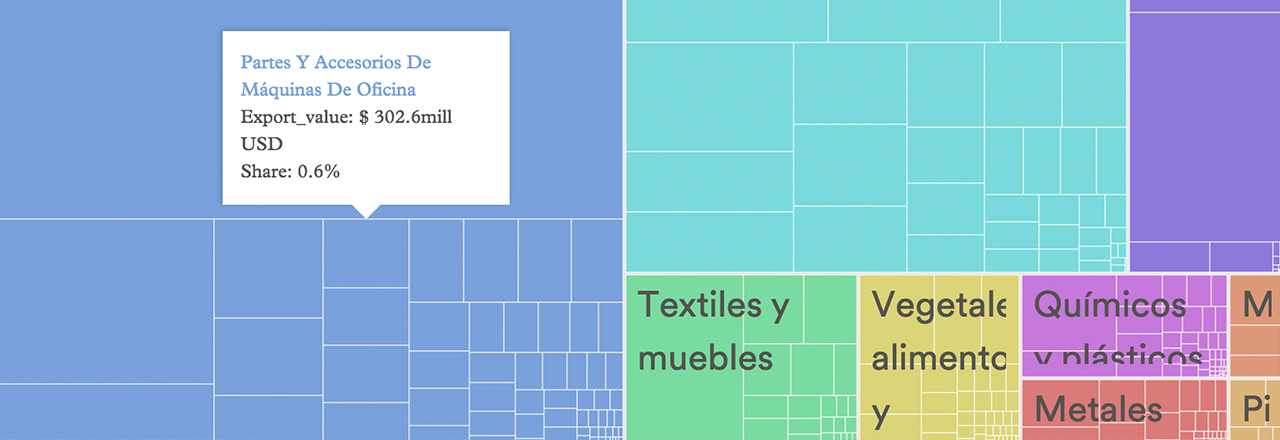 Partes Y Accesorios De
Máquinas De Oficina
Export_value: $ 302.6mill
USD
Share: 0.6%
Textiles y
muebles
Vegetale
alimento
y
Químicos
y plásticos
Metales
M
Pi